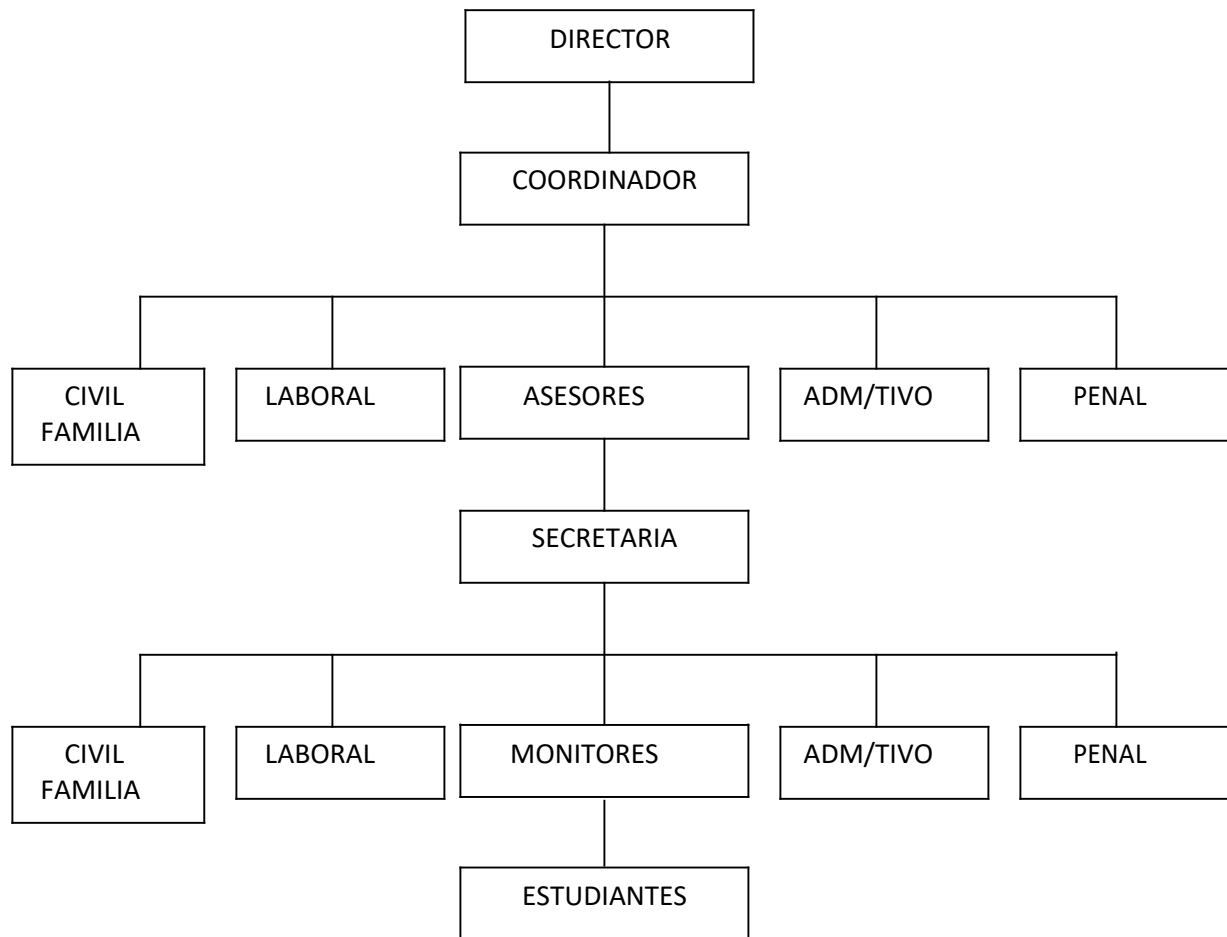 DIRECTOR
COORDINADOR
CIVIL
FAMILIA
LABORAL
ASESORES
ADM/TIVO
PENAL
SECRETARIA
CIVIL
FAMILIA
LABORAL
MONITORES
ADM/TIVO
PENAL
ESTUDIANTES